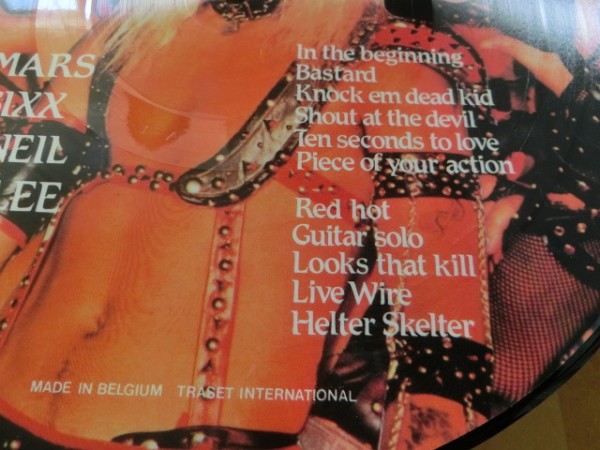 MARS
SIXX
NEIL
LEE
In the beginning
Bastard
Knock em dead kid
Shout at the devil
Ten seconds to love
Piece of your action
Red hot
Guitar solo
Looks that kill
Live Wire
Helter Skelter
MADE IN BELGIUM TRASET INTERNATIONAL